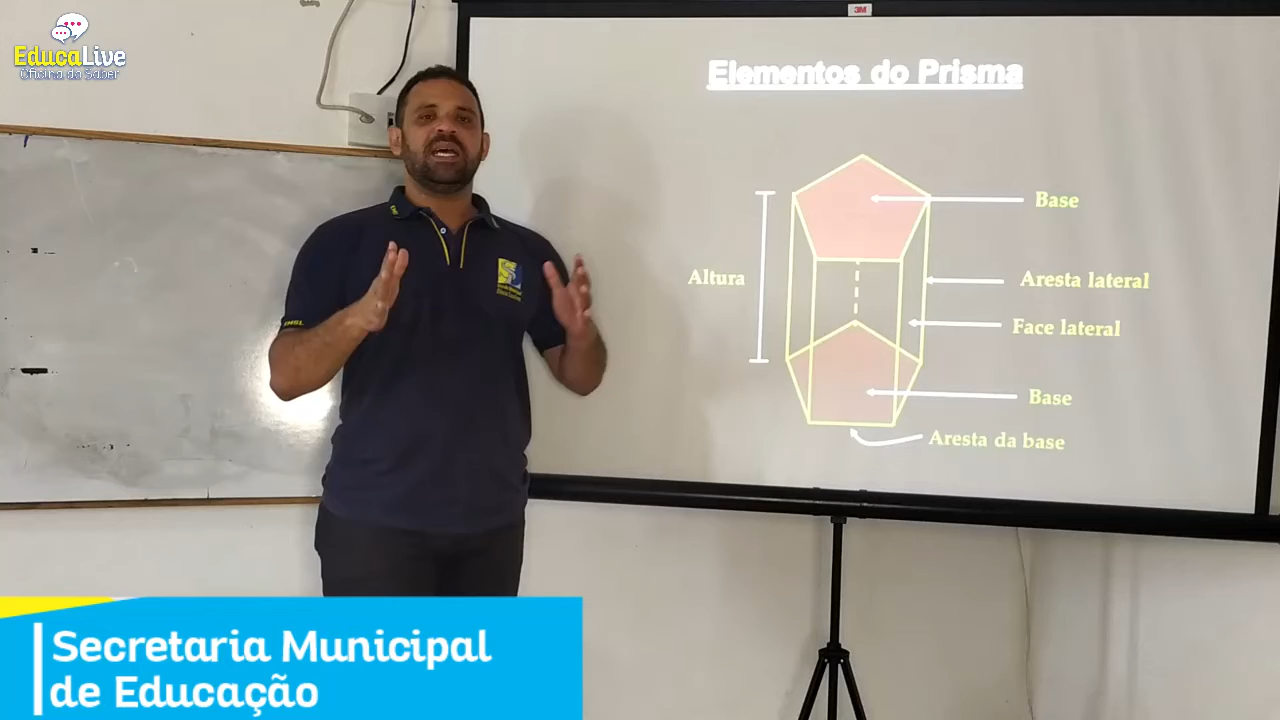 EducaLive
Oficina do Saber
3M
Elementos do Prisma
Base
Altura
Aresta lateral
Face lateral
Base
Aresta da base
EMSL
Secretaria Municipal
de Educação